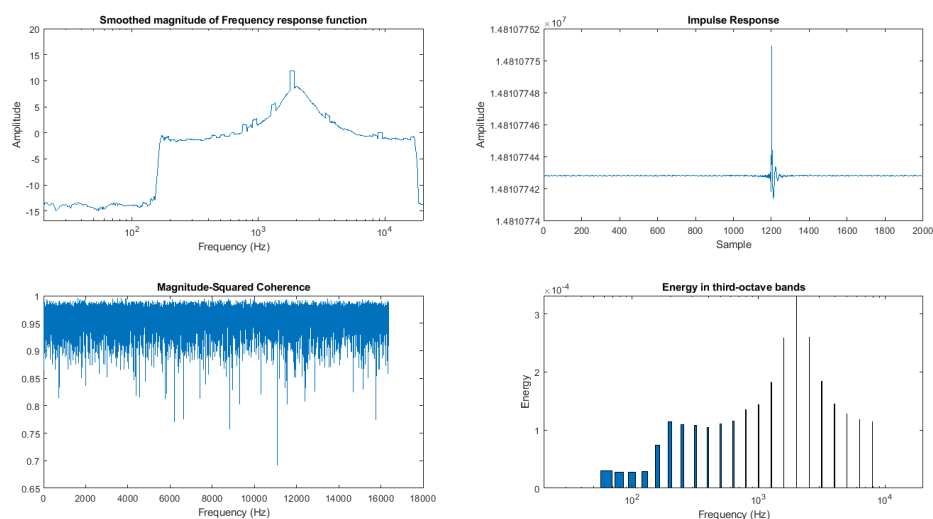 Smoothed magnitude of Frequency response function
20
15
10
5
0
-5
-10
-15
Amplitude
10²
10³
10⁴
Frequency (Hz)
Impulse Response
×10⁷
1.48107752
1.4810775
1.48107748
1.48107746
1.48107744
1.48107742
1.4810774
Amplitude
0 200 400 600 800 1000 1200 1400 1600 1800 2000
Sample
Magnitude-Squared Coherence
1
0.95
0.9
0.85
0.8
0.75
0.7
0.65
Amplitude
0 2000 4000 6000 8000 10000 12000 14000 16000 18000
Frequency (Hz)
Energy in third-octave bands
×10⁻⁴
3
2
1
0
Energy
10²
10³
10⁴
Frequency (Hz)